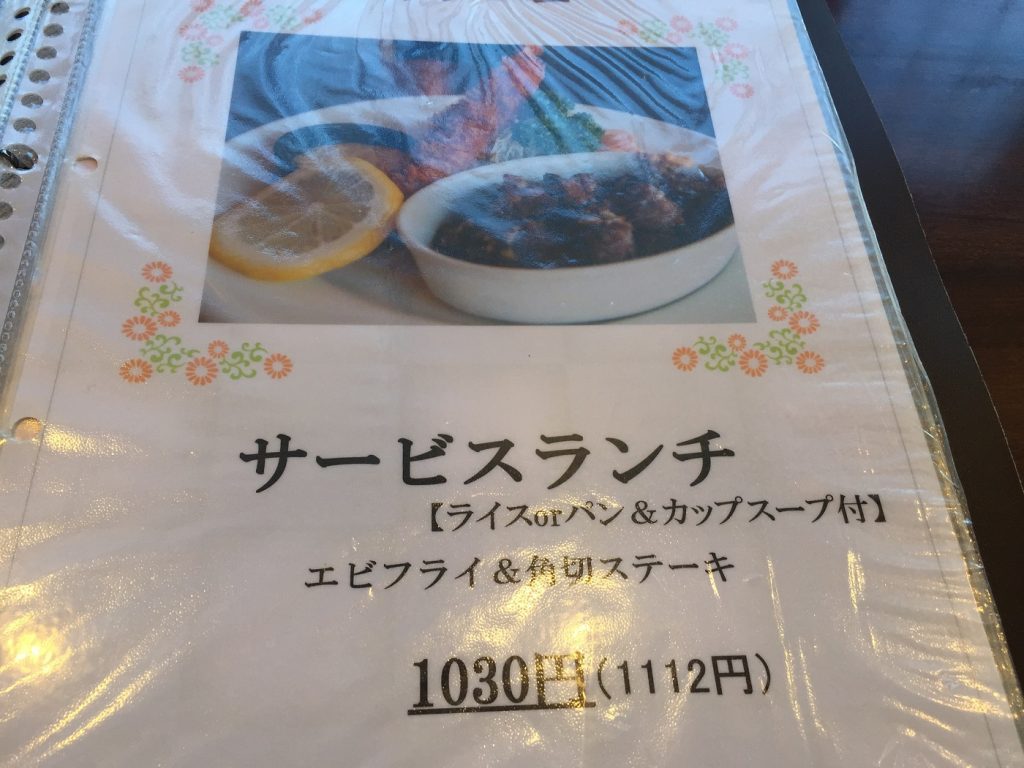 サービスランチ
【ライスorパン＆カップスープ付】
エビフライ＆角切ステーキ
1030円(1112円)